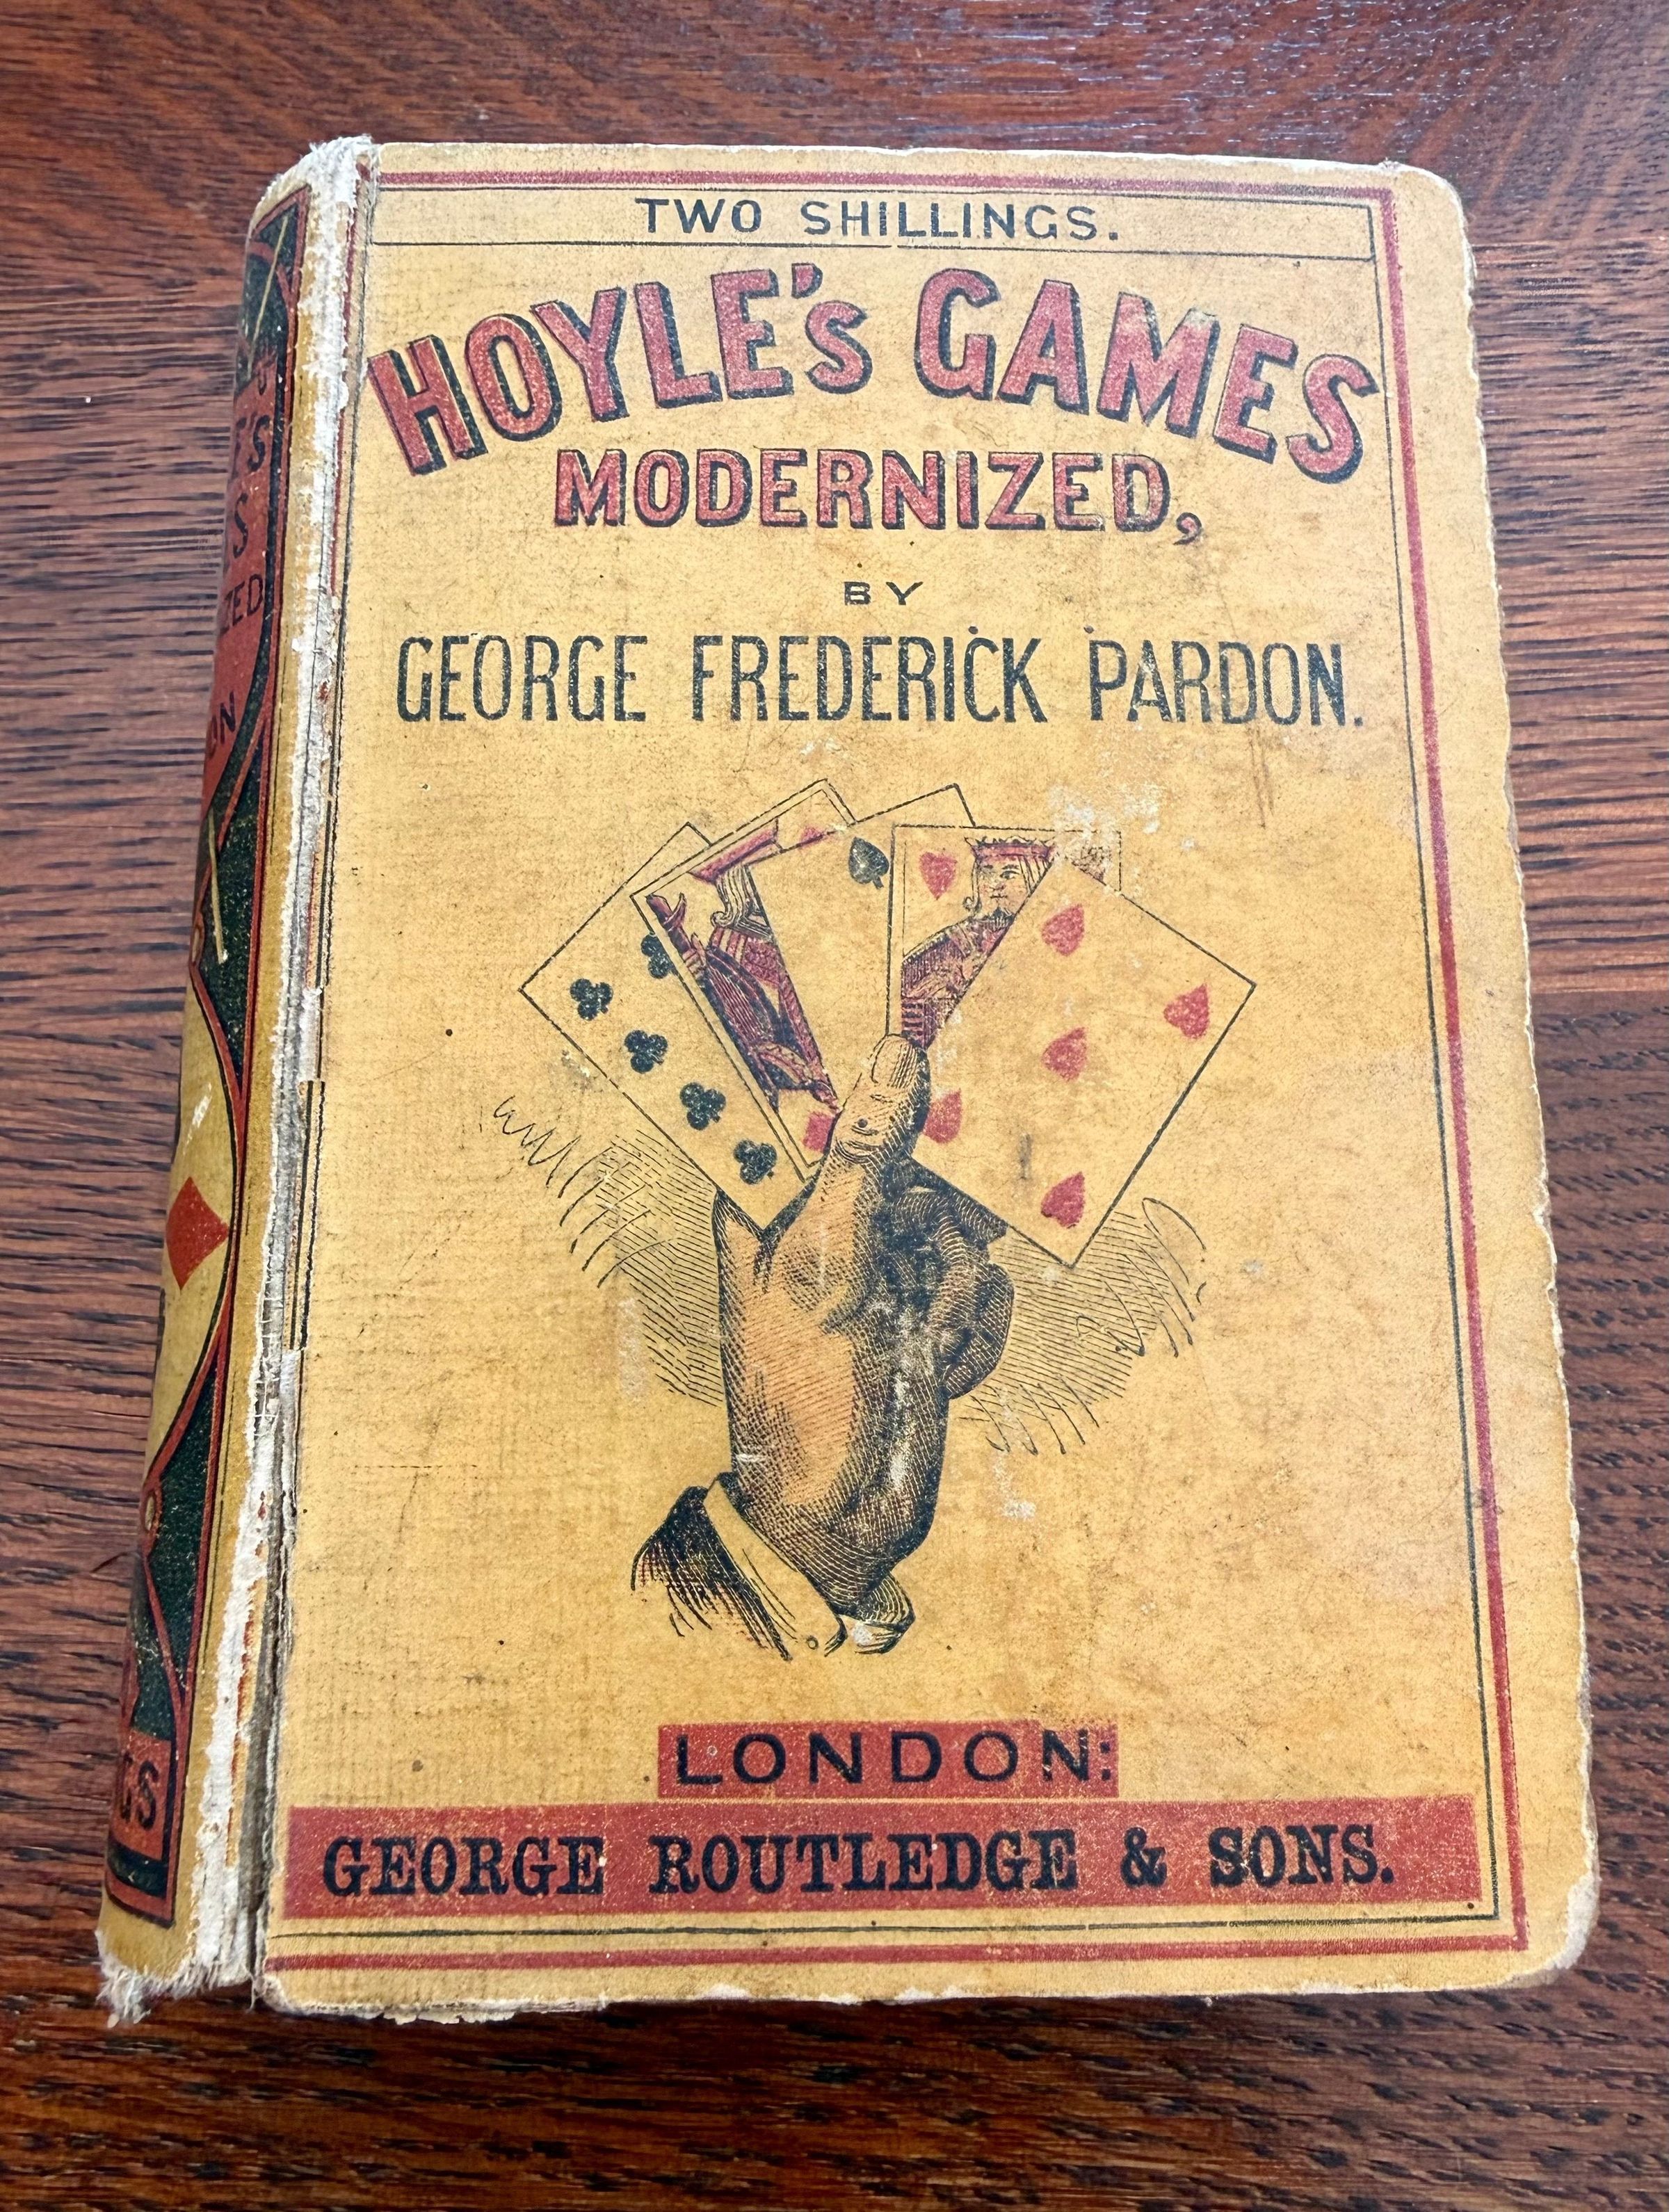 TWO SHILLINGS.
HOYLE'S GAMES
MODERNIZED,
BY
GEORGE FREDERICK PARDON.
LONDON:
GEORGE ROUTLEDGE & SONS.